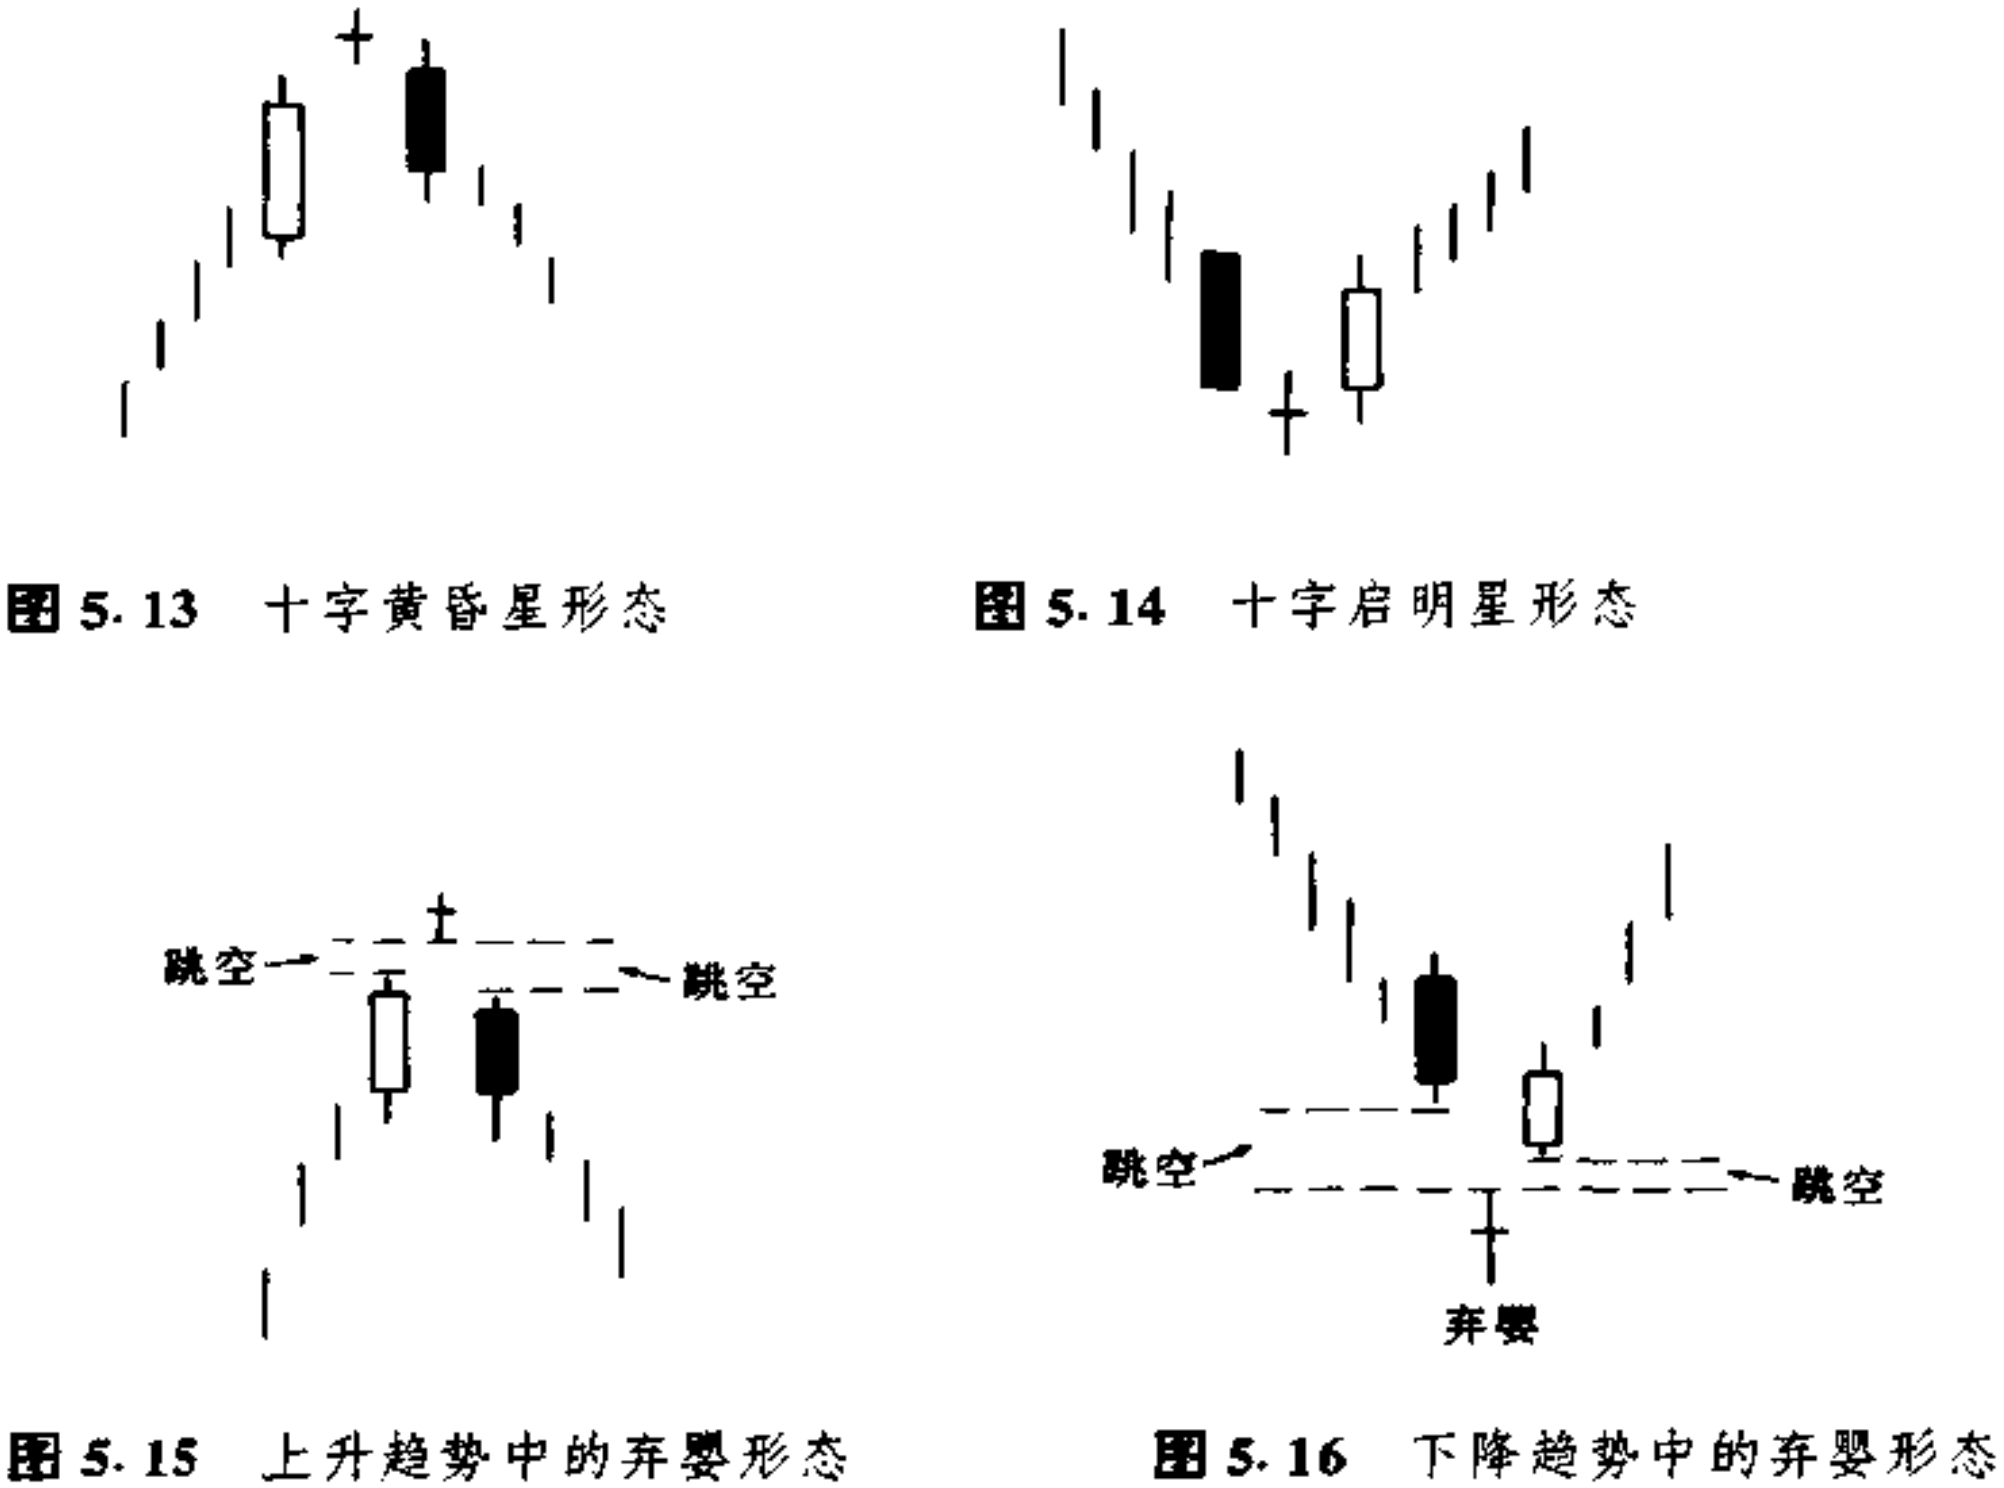 图 5.13 十字黄昏星形态
图 5.14 十字启明星形态
跳空
跳空
跳空
跳空
弃婴
图 5.15 上升趋势中的弃婴形态
图 5.16 下降趋势中的弃婴形态